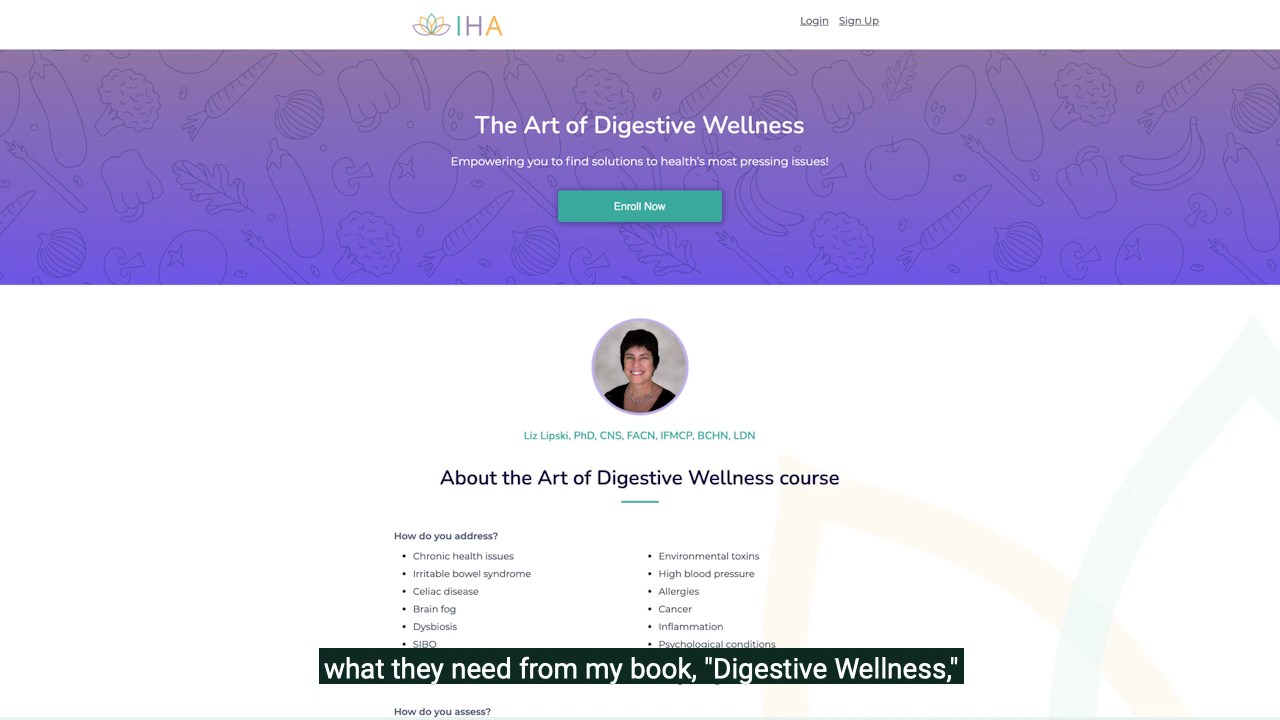 IHA
Login Sign Up
The Art of Digestive Wellness
Empowering you to find solutions to health's most pressing issues!
Enroll Now
Liz Lipski, PhD, CNS, FACN, IFMCP, BCHN, LDN
About the Art of Digestive Wellness course
How do you address?
• Chronic health issues
• Irritable bowel syndrome
• Celiac disease
• Brain fog
• Dysbiosis
• SIBO
• Environmental toxins
• High blood pressure
• Allergies
• Cancer
• Inflammation
• Psychological conditions
what they need from my book, "Digestive Wellness,"
How do you assess?